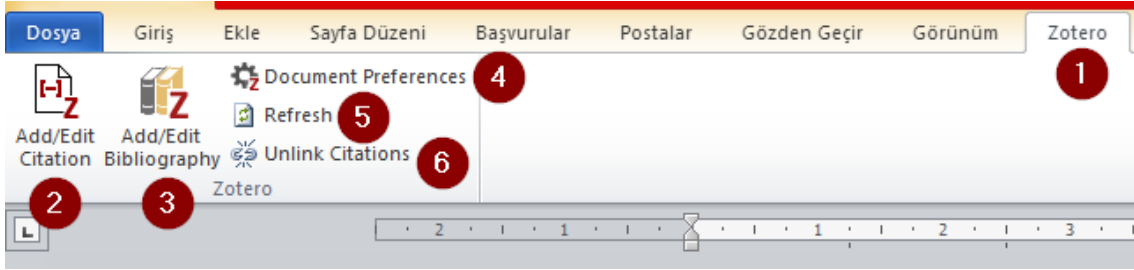 Dosya Giriş Ekle Sayfa Düzeni Başvurular Postalar Gözden Geçir Görünüm Zotero
1
[-] Z
Z
Add/Edit Citation
2
Add/Edit Bibliography
3
Document Preferences
4
Refresh
5
Unlink Citations
6
Zotero
L
2 1 1 2 3